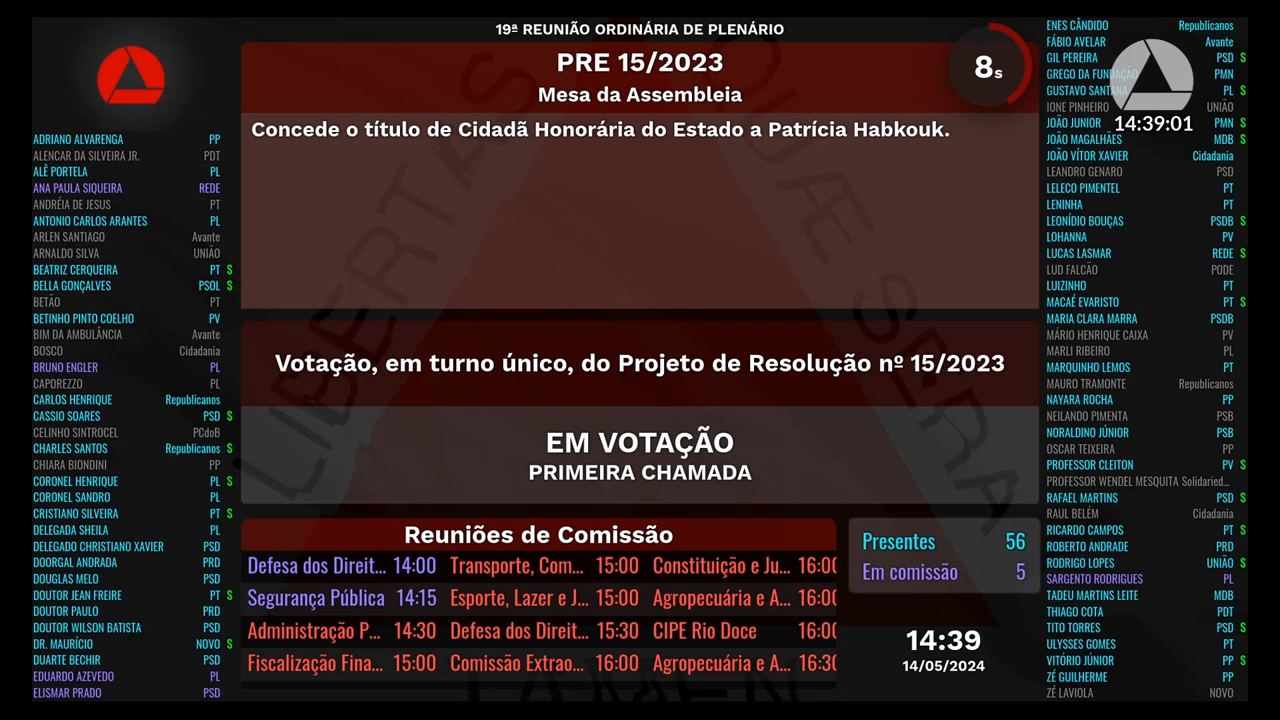 19ª REUNIÃO ORDINÁRIA DE PLENÁRIO
PRE 15/2023
Mesa da Assembleia
8s
Concede o título de Cidadã Honorária do Estado a Patrícia Habkouk.
Votação, em turno único, do Projeto de Resolução nº 15/2023
EM VOTAÇÃO
PRIMEIRA CHAMADA
Reuniões de Comissão
Defesa dos Direit... 14:00 Transporte, Com... 15:00 Constituição e Ju... 16:00
Segurança Pública 14:15 Esporte, Lazer e J... 15:00 Agropecuária e A... 16:00
Administração P... 14:30 Defesa dos Direit... 15:30 CIPE Rio Doce 16:00
Fiscalização Fina... 15:00 Comissão Extrao... 16:00 Agropecuária e A... 16:30
Presentes 56
Em comissão 5
14:39
14/05/2024
ADRIANO ALVARENGA PP
ALENCAR DA SILVEIRA JR. PDT
ALÊ PORTELA PL
ANA PAULA SIQUEIRA REDE
ANDRÉIA DE JESUS PT
ANTONIO CARLOS ARANTES PL
ARLEN SANTIAGO Avante
ARNALDO SILVA UNIÃO
BEATRIZ CERQUEIRA PT S
BELLA GONÇALVES PSOL S
BETÃO PT
BETINHO PINTO COELHO PV
BIM DA AMBULÂNCIA Avante
BOSCO Cidadania
BRUNO ENGLER PL
CAPOREZZO PL
CARLOS HENRIQUE Republicanos
CASSIO SOARES PSD S
CELINHO SINTROCEL PCdoB
CHARLES SANTOS Republicanos S
CHIARA BIONDINI PP
CORONEL HENRIQUE PL S
CORONEL SANDRO PL
CRISTIANO SILVEIRA PT S
DELEGADA SHEILA PL
DELEGADO CHRISTIANO XAVIER PSD
DOORGAL ANDRADA PRD
DOUGLAS MELO PSD
DOUTOR JEAN FREIRE PT S
DOUTOR PAULO PRD
DOUTOR WILSON BATISTA PSD
DR. MAURÍCIO NOVO S
DUARTE BECHIR PSD
EDUARDO AZEVEDO PL
ELISMAR PRADO PSD
ENES CÂNDIDO Republicanos
FÁBIO AVELAR Avante
GIL PEREIRA PSD S
GREGO DA FUNDAÇÃO PMN
GUSTAVO SANTANA PL S
IONE PINHEIRO UNIÃO
JOÃO JUNIOR PMN S
14:39:01
JOÃO MAGALHÃES MDB S
JOÃO VÍTOR XAVIER Cidadania
LEANDRO GENARO PSD
LELECO PIMENTEL PT
LENINHA PT
LEONÍDIO BOUÇAS PSDB S
LOHANNA PV
LUCAS LASMAR REDE S
LUD FALCÃO PODE
LUIZINHO PT
MACAÉ EVARISTO PT S
MARIA CLARA MARRA PSDB
MÁRIO HENRIQUE CAIXA PV
MARLI RIBEIRO PL
MARQUINHO LEMOS PT
MAURO TRAMONTE Republicanos
NAYARA ROCHA PP
NEILANDO PIMENTA PSB
NORALDINO JÚNIOR PSB
OSCAR TEIXEIRA PP
PROFESSOR CLEITON PV S
PROFESSOR WENDEL MESQUITA Solidaried...
RAFAEL MARTINS PSD S
RAUL BELÉM Cidadania
RICARDO CAMPOS PT S
ROBERTO ANDRADE PRD
RODRIGO LOPES UNIÃO S
SARGENTO RODRIGUES PL
TADEU MARTINS LEITE MDB
THIAGO COTA PDT
TITO TORRES PSD S
ULYSSES GOMES PT
VITÓRIO JÚNIOR PP S
ZÉ GUILHERME PP
ZÉ LAVIOLA NOVO
LIBERTAS QUÆ SERA